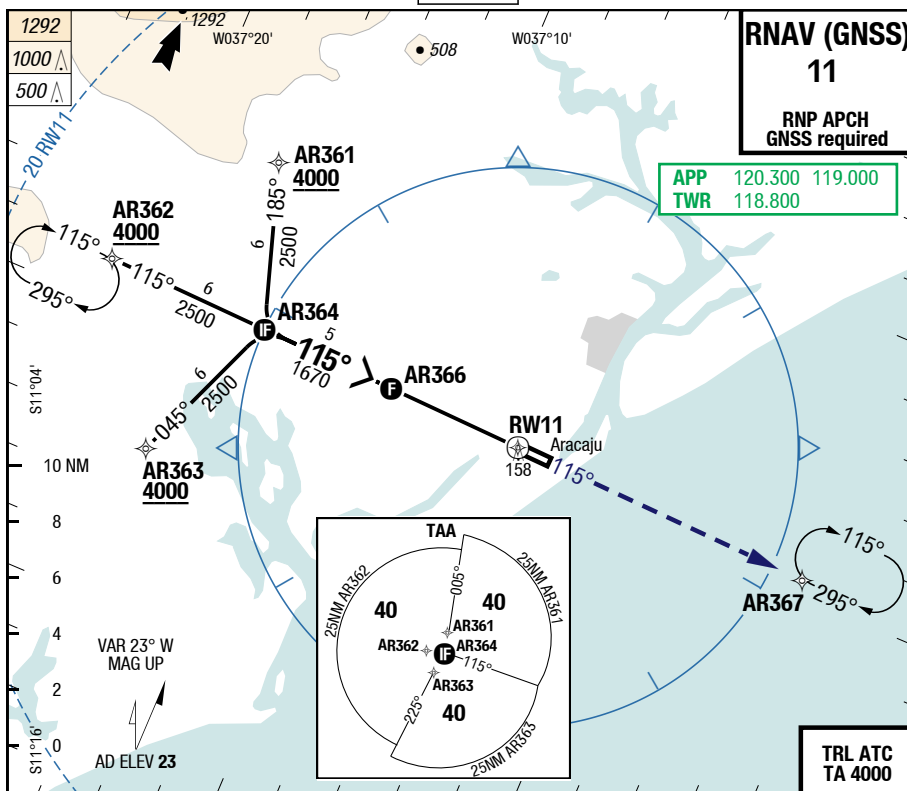 1292
1000
500
1292
W037°20'
508
W037°10'
RNAV (GNSS)
11
RNP APCH
GNSS required
APP 120.300 119.000
TWR 118.800
20 RW11
AR361
4000
185°
6
2500
AR362
4000
115°
295°
115°
6
2500
AR364
IF
5
115°
1670
AR366
F
S11°04'
045°
6
2500
AR363
4000
RW11
Aracaju
158
115°
10 NM
8
6
4
2
0
115°
295°
AR367
TAA
25NM AR362
25NM AR361
25NM AR363
40
40
40
005°
AR361
AR362
IF
AR364
115°
AR363
225°
VAR 23° W
MAG UP
AD ELEV 23
S11°16'
TRL ATC
TA 4000